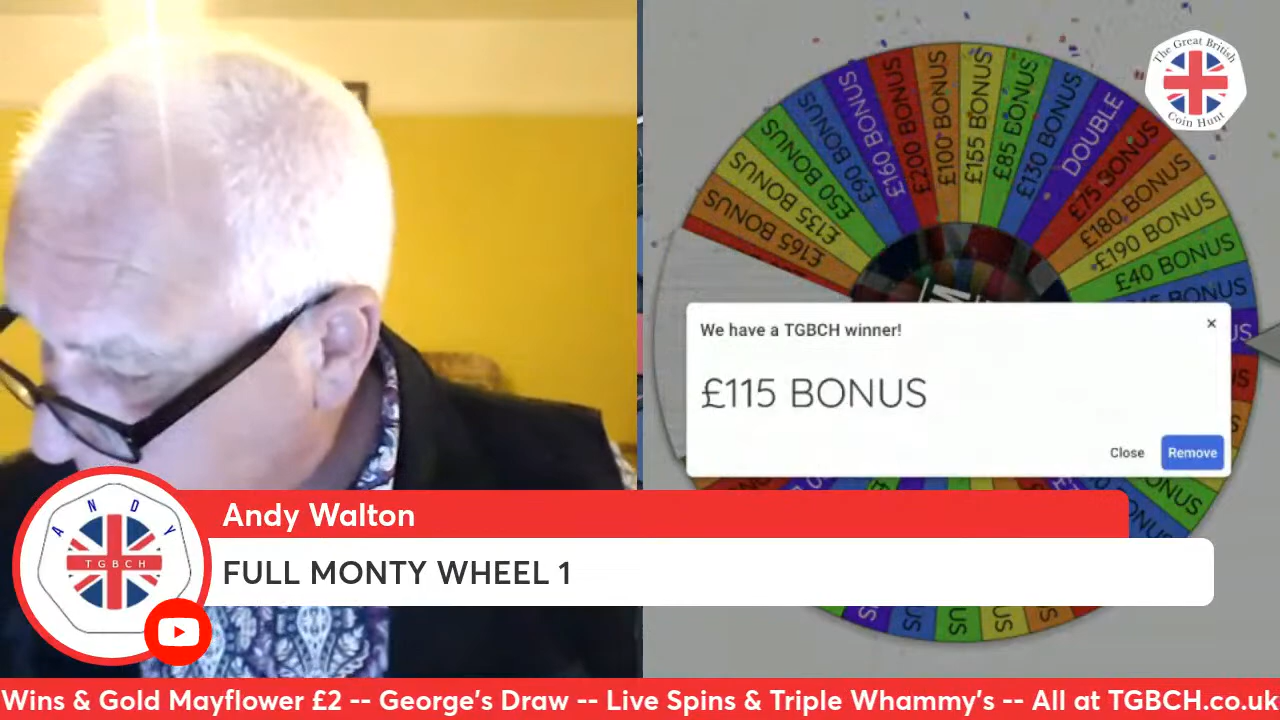 The Great British
Coin Hunt
£165 BONUS
£135 BONUS
£50 BONUS
£90 BONUS
£160 BONUS
£200 BONUS
£100 BONUS
£155 BONUS
£85 BONUS
£130 BONUS
DOUBLE
£75 BONUS
£180 BONUS
£190 BONUS
£40 BONUS
BONUS
US
We have a TGBCH winner!
×
£115 BONUS
Close
Remove
ANDY
TGBCH
Andy Walton
FULL MONTY WHEEL 1
Wins & Gold Mayflower £2 -- George's Draw -- Live Spins & Triple Whammy's -- All at TGBCH.co.uk